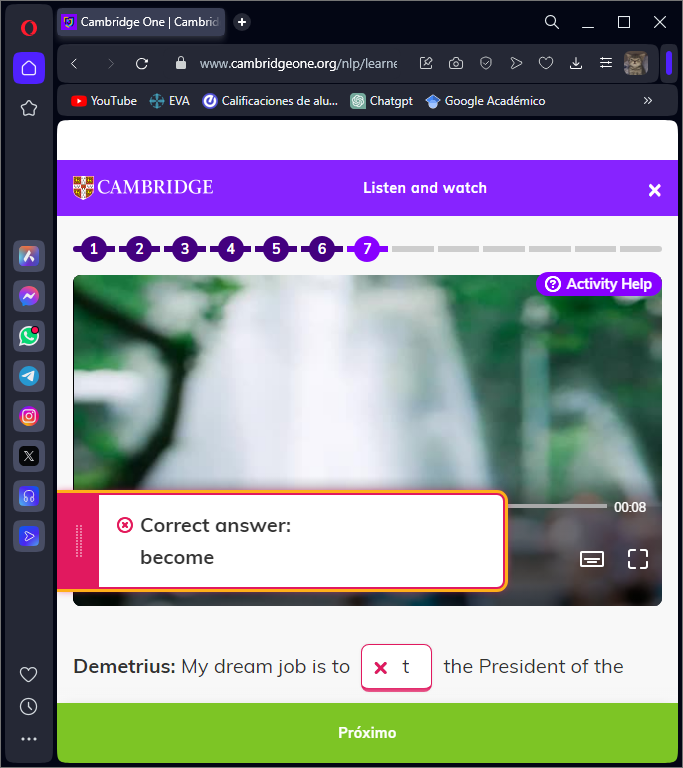 Cambridge One | Cambrid
www.cambridgeone.org/nlp/learne
YouTube
EVA
Calificaciones de alu...
Chatgpt
Google Académico
»
CAMBRIDGE
Listen and watch
1 2 3 4 5 6 7
Activity Help
00:08
Correct answer:
become
Demetrius: My dream job is to t the President of the
Próximo